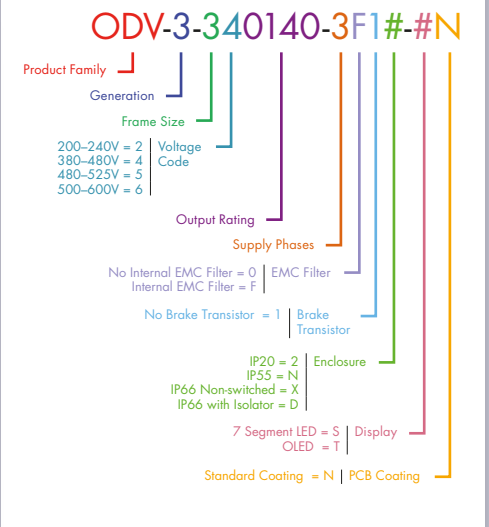 ODV-3-340140-3F1#-#N
Product Family
Generation
Frame Size
200–240V = 2
380–480V = 4
480–525V = 5
500–600V = 6
Voltage
Code
Output Rating
Supply Phases
No Internal EMC Filter = 0
Internal EMC Filter = F
EMC Filter
No Brake Transistor = 1
Brake
Transistor
IP20 = 2
IP55 = N
IP66 Non-switched = X
IP66 with Isolator = D
Enclosure
7 Segment LED = S
OLED = T
Display
Standard Coating = N
PCB Coating